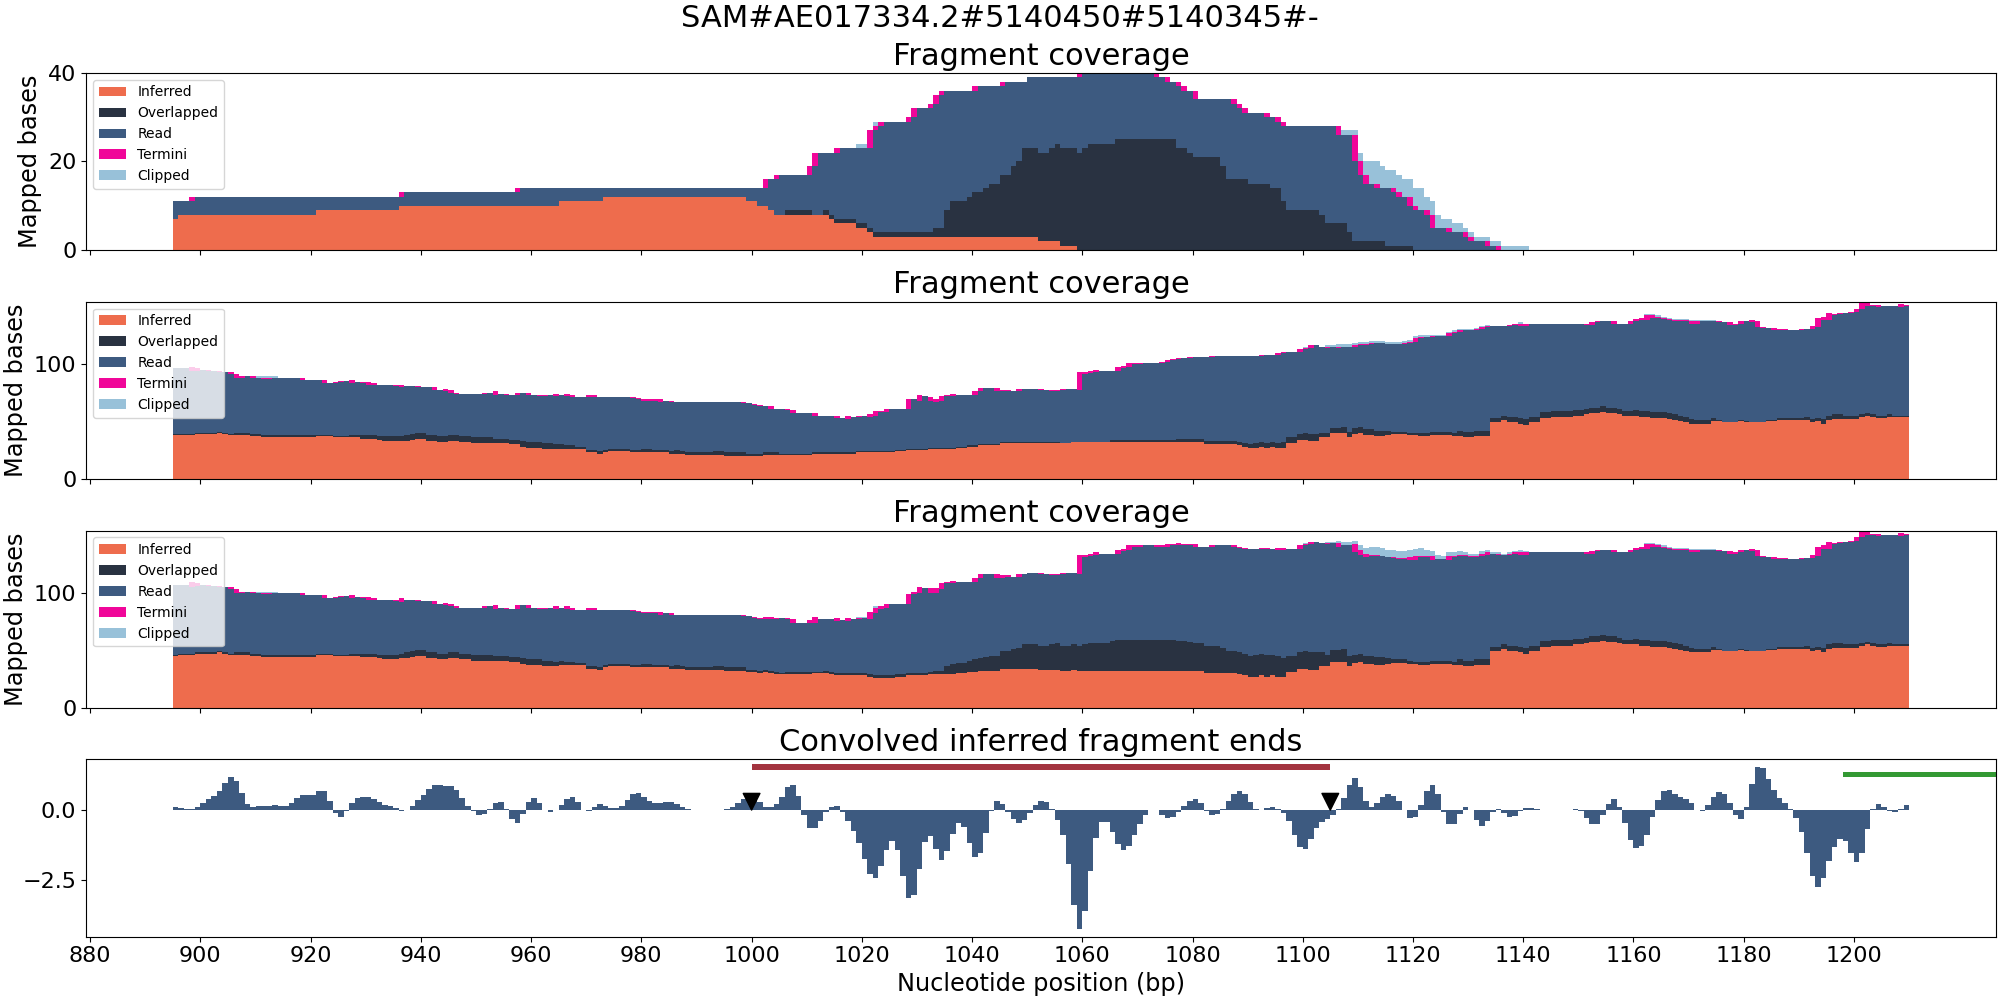 SAM#AE017334.2#5140450#5140345#-
Fragment coverage
Mapped bases
40
20
0
Inferred
Overlapped
Read
Termini
Clipped
Fragment coverage
Mapped bases
100
0
Inferred
Overlapped
Read
Termini
Clipped
Fragment coverage
Mapped bases
100
0
Inferred
Overlapped
Read
Termini
Clipped
Convolved inferred fragment ends
0.0
−2.5
880 900 920 940 960 980 1000 1020 1040 1060 1080 1100 1120 1140 1160 1180 1200
Nucleotide position (bp)